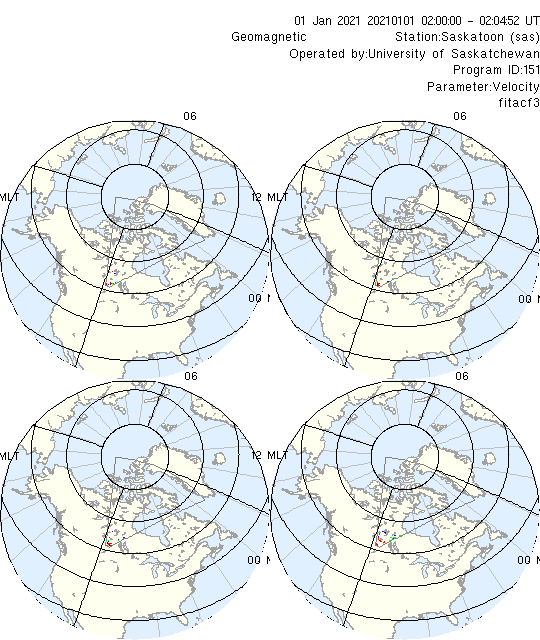 01 Jan 2021 20210101 02:00:00 - 02:04:52 UT
Geomagnetic Station:Saskatoon (sas)
Operated by:University of Saskatchewan
Program ID:151
Parameter:Velocity
fitacf3
06 06
MLT 12 MLT
00 00
06 06
MLT 12 MLT
00 00